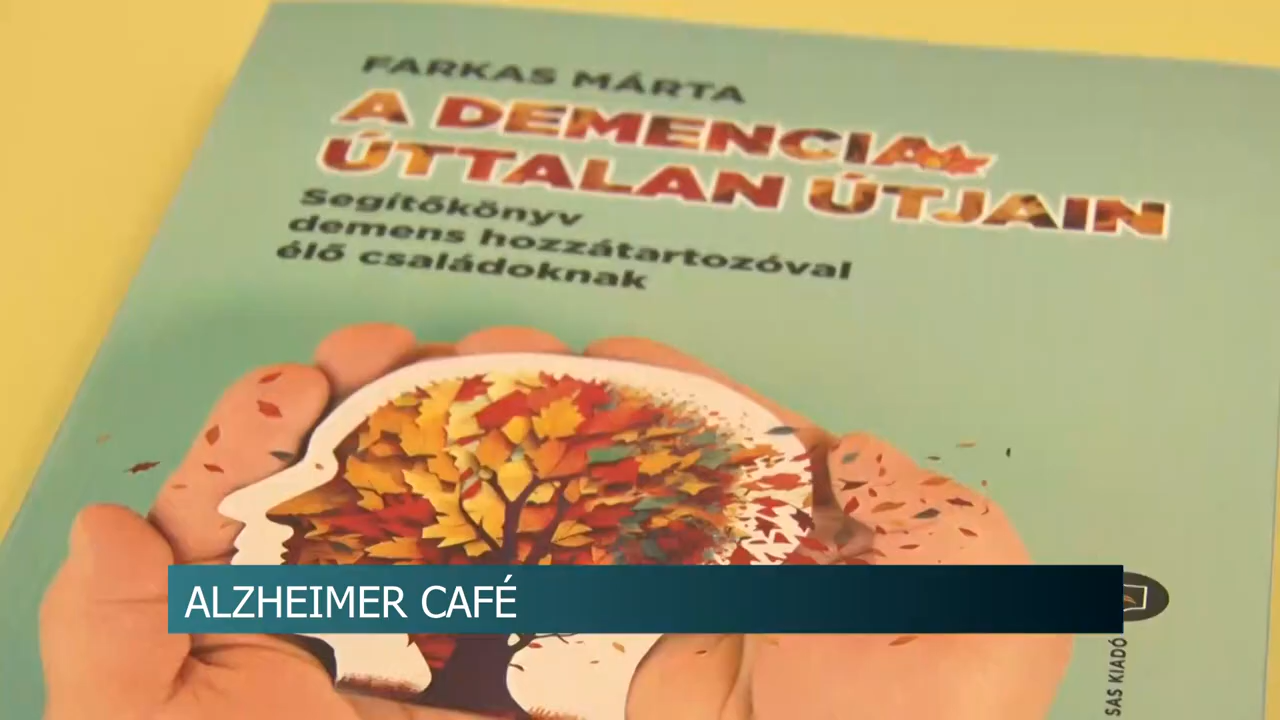 FARKAS MÁRTA
A DEMENCIA
ÚTTALAN ÚTJAIN
Segítőkönyv
demens hozzátartozóval
élő családoknak
ALZHEIMER CAFÉ
SAS KIADÓ